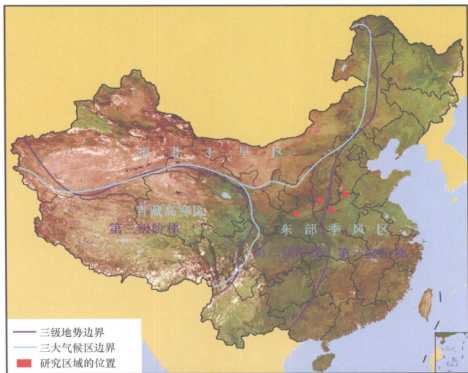 西北干旱区
青藏高寒区
第一级阶梯
东部季风区
第二级阶梯 第三级阶梯
三级地势边界
三大气候区边界
研究区域的位置